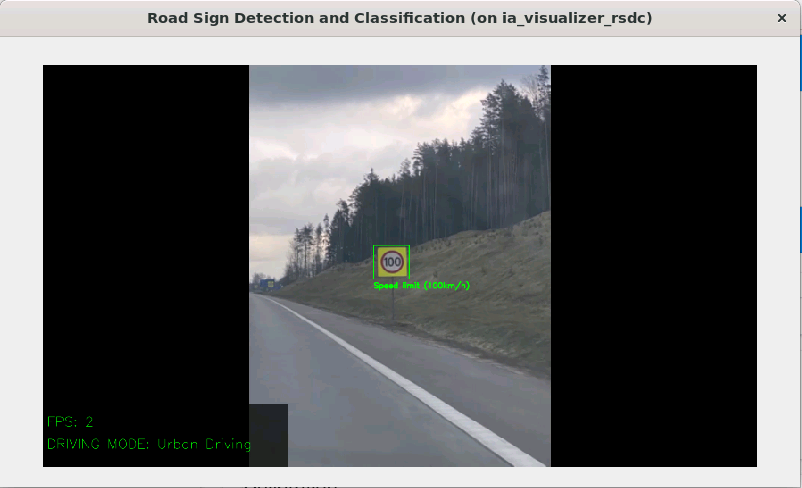 Road Sign Detection and Classification (on ia_visualizer_rsdc)
100
Speed limit (100km/h)
FPS: 2
DRIVING MODE: Urban Driving